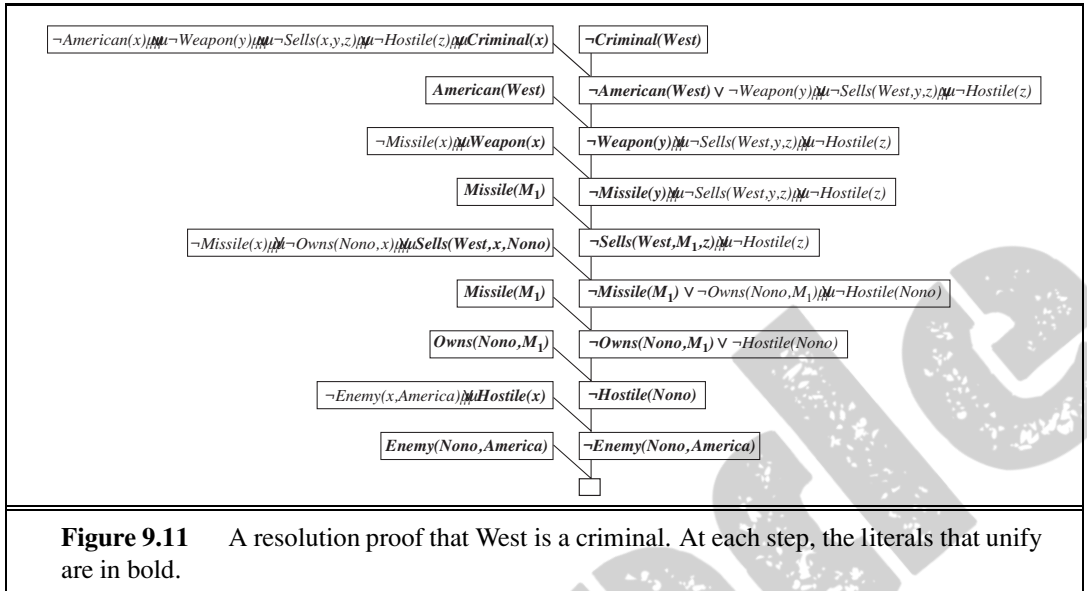 ¬American(x) ∨ ¬Weapon(y) ∨ ¬Sells(x,y,z) ∨ ¬Hostile(z) ∨ Criminal(x)
¬Criminal(West)
American(West)
¬American(West) ∨ ¬Weapon(y) ∨ ¬Sells(West,y,z) ∨ ¬Hostile(z)
¬Missile(x) ∨ Weapon(x)
¬Weapon(y) ∨ ¬Sells(West,y,z) ∨ ¬Hostile(z)
Missile(M₁)
¬Missile(y) ∨ ¬Sells(West,y,z) ∨ ¬Hostile(z)
¬Missile(x) ∨ ¬Owns(Nono,x) ∨ Sells(West,x,Nono)
¬Sells(West,M₁,z) ∨ ¬Hostile(z)
Missile(M₁)
¬Missile(M₁) ∨ ¬Owns(Nono,M₁) ∨ ¬Hostile(Nono)
Owns(Nono,M₁)
¬Owns(Nono,M₁) ∨ ¬Hostile(Nono)
¬Enemy(x,America) ∨ Hostile(x)
¬Hostile(Nono)
Enemy(Nono,America)
¬Enemy(Nono,America)
Figure 9.11 A resolution proof that West is a criminal. At each step, the literals that unify
are in bold.